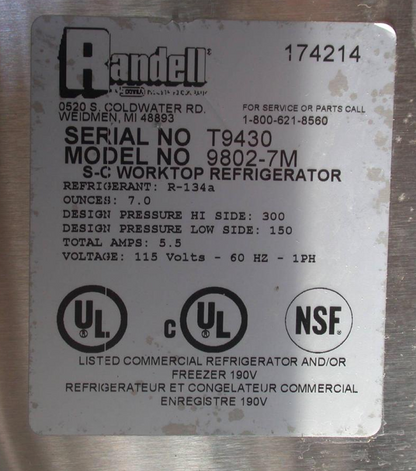 Randell
174214
0520 S. COLDWATER RD.
WEIDMEN, MI 48893
FOR SERVICE OR PARTS CALL
1-800-621-8560
SERIAL NO T9430
MODEL NO 9802-7M
S-C WORKTOP REFRIGERATOR
REFRIGERANT: R-134a
OUNCES: 7.0
DESIGN PRESSURE HI SIDE: 300
DESIGN PRESSURE LOW SIDE: 150
TOTAL AMPS: 5.5
VOLTAGE: 115 Volts - 60 HZ - 1PH
UL ®
C UL ®
NSF®
LISTED COMMERCIAL REFRIGERATOR AND/OR
FREEZER 190V
REFRIGERATEUR ET CONGELATEUR COMMERCIAL
ENREGISTRE 190V